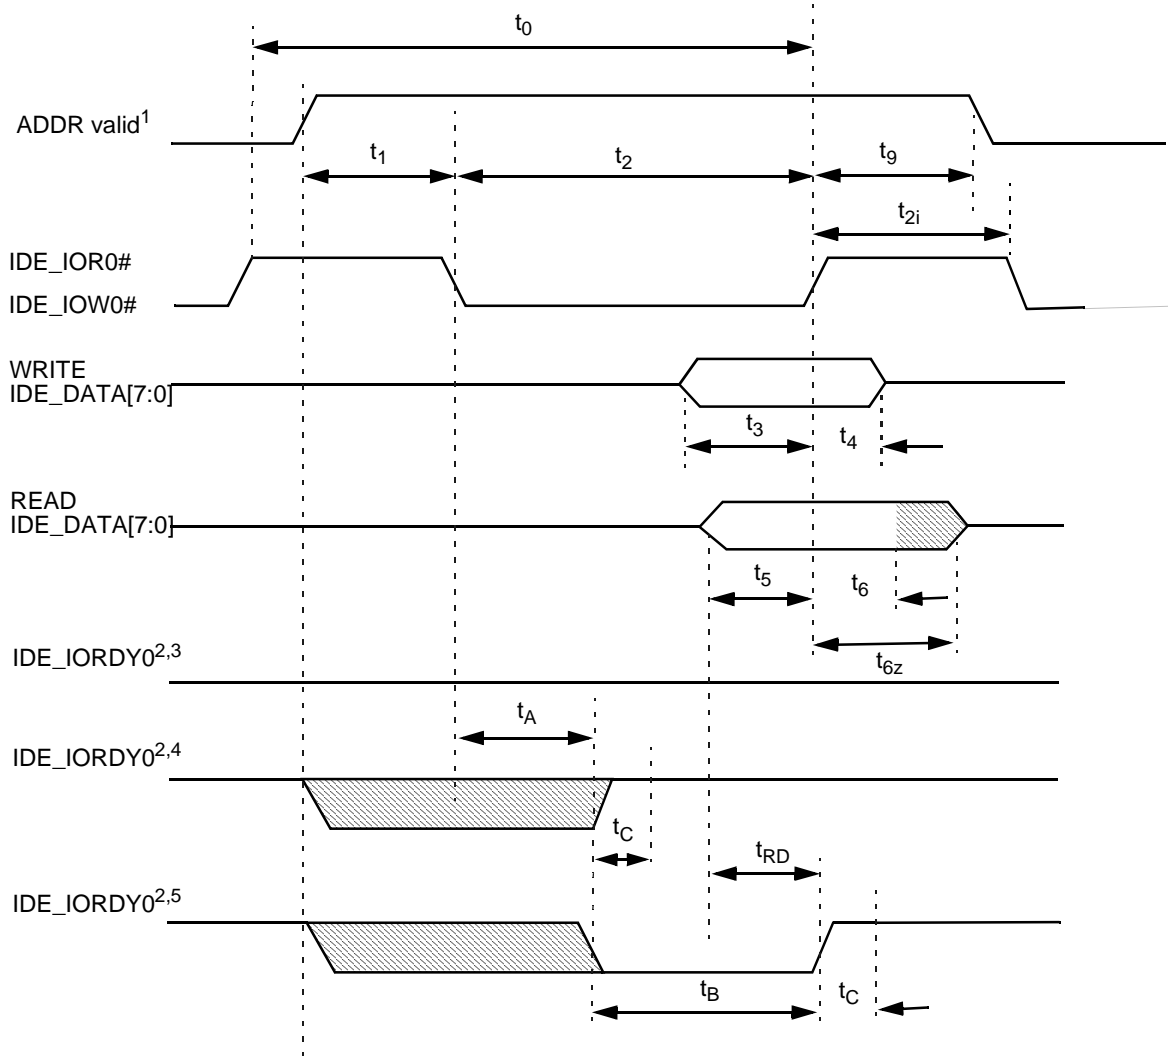 t0
ADDR valid1
t1
t2
t9
t2i
IDE_IOR0#
IDE_IOW0#
WRITE
IDE_DATA[7:0]
t3
t4
READ
IDE_DATA[7:0]
t5
t6
IDE_IORDY02,3
t6z
tA
IDE_IORDY02,4
tC
tRD
IDE_IORDY02,5
tB
tC